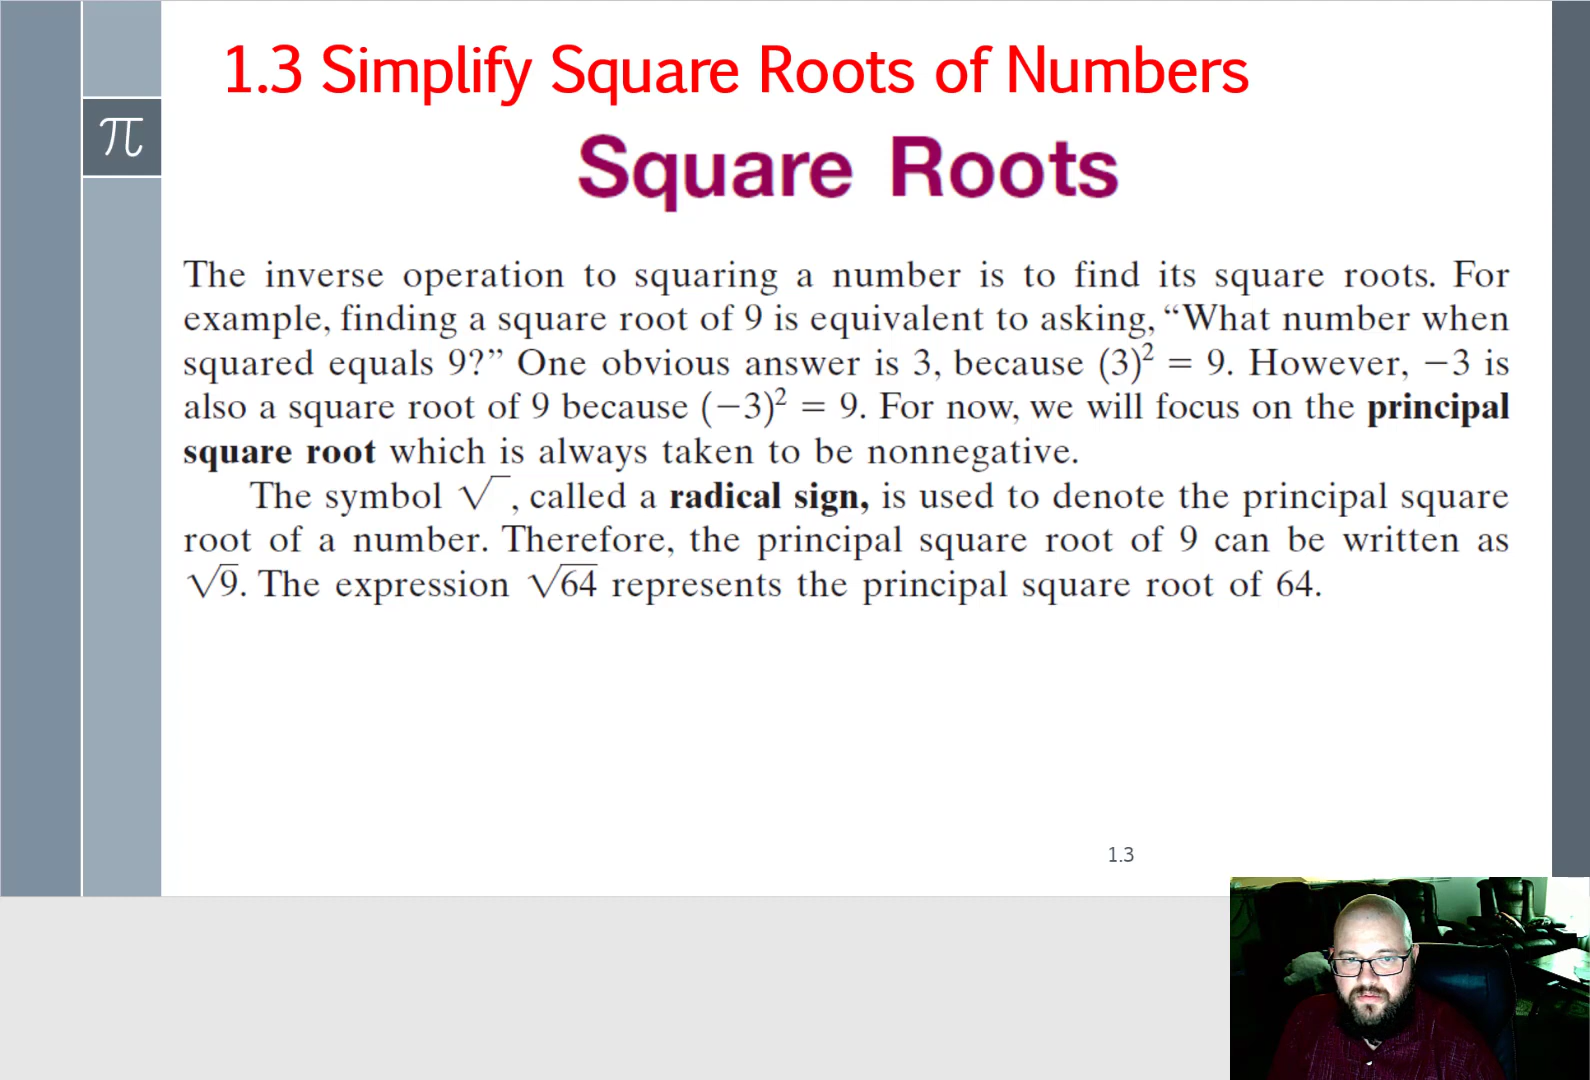 1.3 Simplify Square Roots of Numbers
π
Square Roots
The inverse operation to squaring a number is to find its square roots. For
example, finding a square root of 9 is equivalent to asking, “What number when
squared equals 9?” One obvious answer is 3, because (3)² = 9. However, −3 is
also a square root of 9 because (−3)² = 9. For now, we will focus on the principal
square root which is always taken to be nonnegative.
The symbol √‾, called a radical sign, is used to denote the principal square
root of a number. Therefore, the principal square root of 9 can be written as
√9. The expression √64 represents the principal square root of 64.
1.3